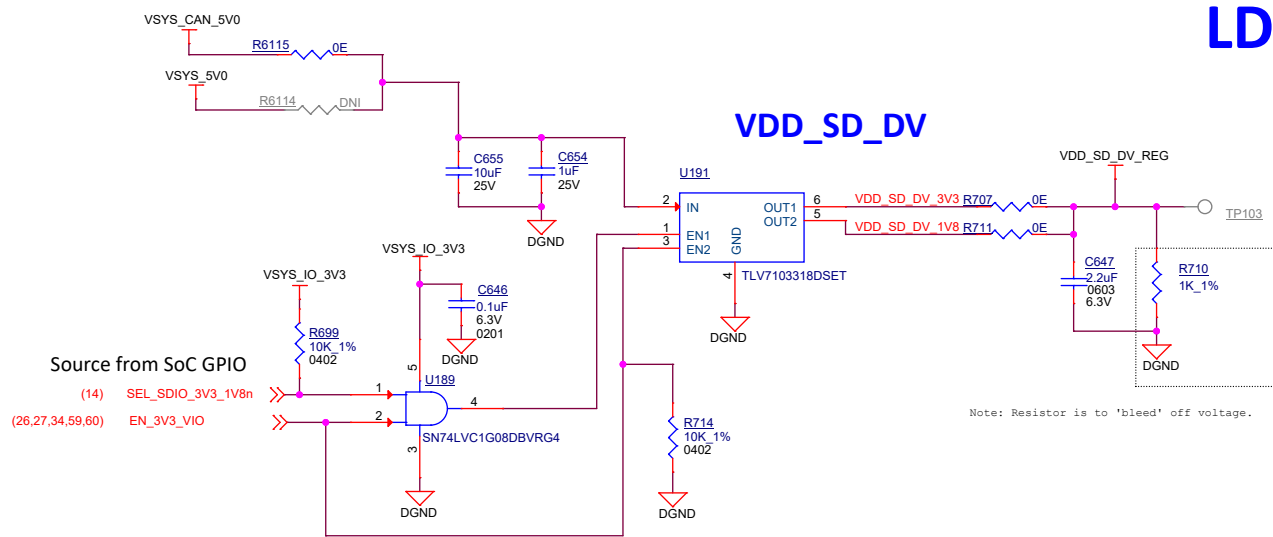 LD
VSYS_CAN_5V0
R6115 0E
VSYS_5V0
R6114 DNI
VDD_SD_DV
C655
10uF
25V
C654
1uF
25V
DGND
U191
2 IN
1 EN1
3 EN2
GND
4
OUT1 6
OUT2 5
TLV7103318DSET
DGND
VDD_SD_DV_3V3 R707 0E
VDD_SD_DV_1V8 R711 0E
VDD_SD_DV_REG
TP103
C647
2.2uF
0603
6.3V
R710
1K_1%
DGND
Note: Resistor is to 'bleed' off voltage.
VSYS_IO_3V3
VSYS_IO_3V3
C646
0.1uF
6.3V
0201
DGND
R699
10K_1%
0402
Source from SoC GPIO
(14) SEL_SDIO_3V3_1V8n
(26,27,34,59,60) EN_3V3_VIO
1
2
5
U189
4
SN74LVC1G08DBVRG4
3
DGND
R714
10K_1%
0402
DGND